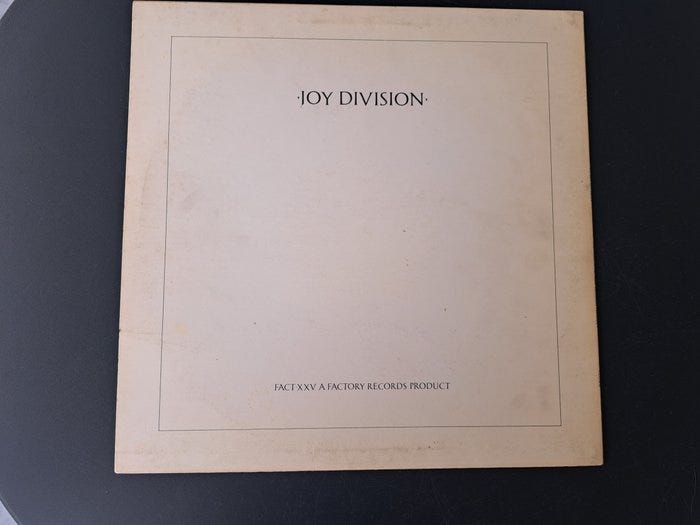 ·JOY DIVISION·
FACT XXV A FACTORY RECORDS PRODUCT